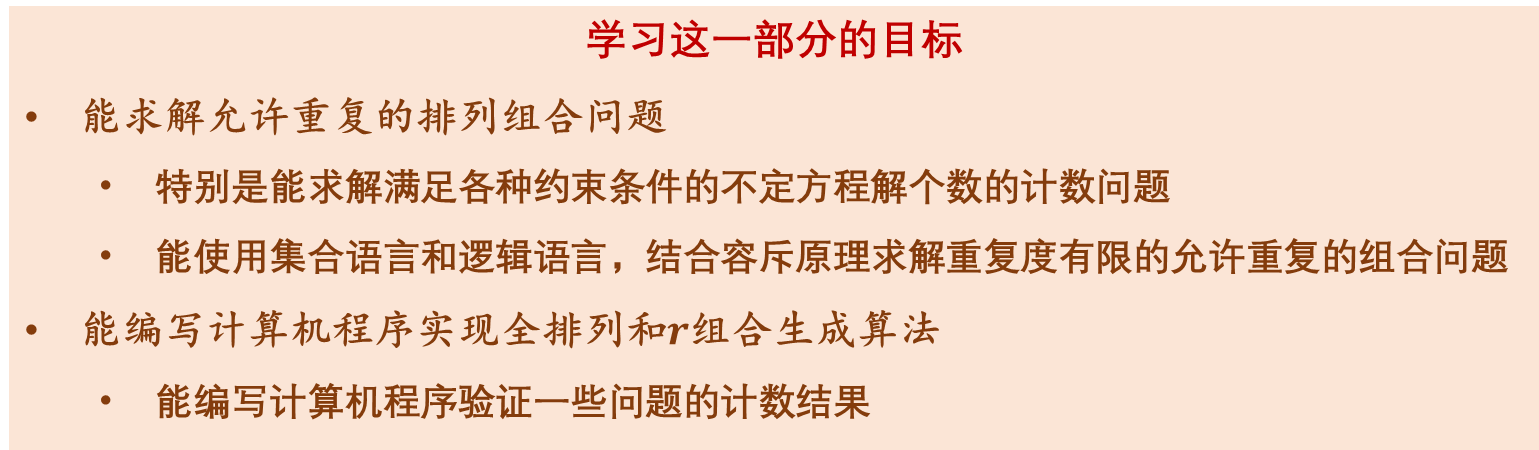 学习这一部分的目标
• 能求解允许重复的排列组合问题
• 特别是能求解满足各种约束条件的不定方程解个数的计数问题
• 能使用集合语言和逻辑语言，结合容斥原理求解重复度有限的允许重复的组合问题
• 能编写计算机程序实现全排列和r组合生成算法
• 能编写计算机程序验证一些问题的计数结果